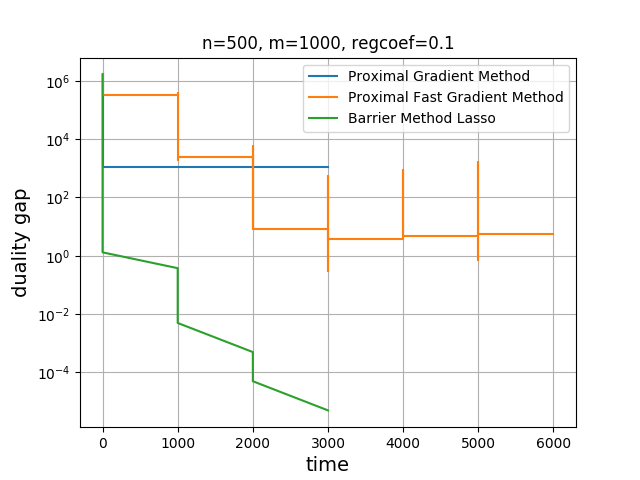 n=500, m=1000, regcoef=0.1
Proximal Gradient Method
Proximal Fast Gradient Method
Barrier Method Lasso
duality gap
10^6
10^4
10^2
10^0
10^−2
10^−4
0 1000 2000 3000 4000 5000 6000
time